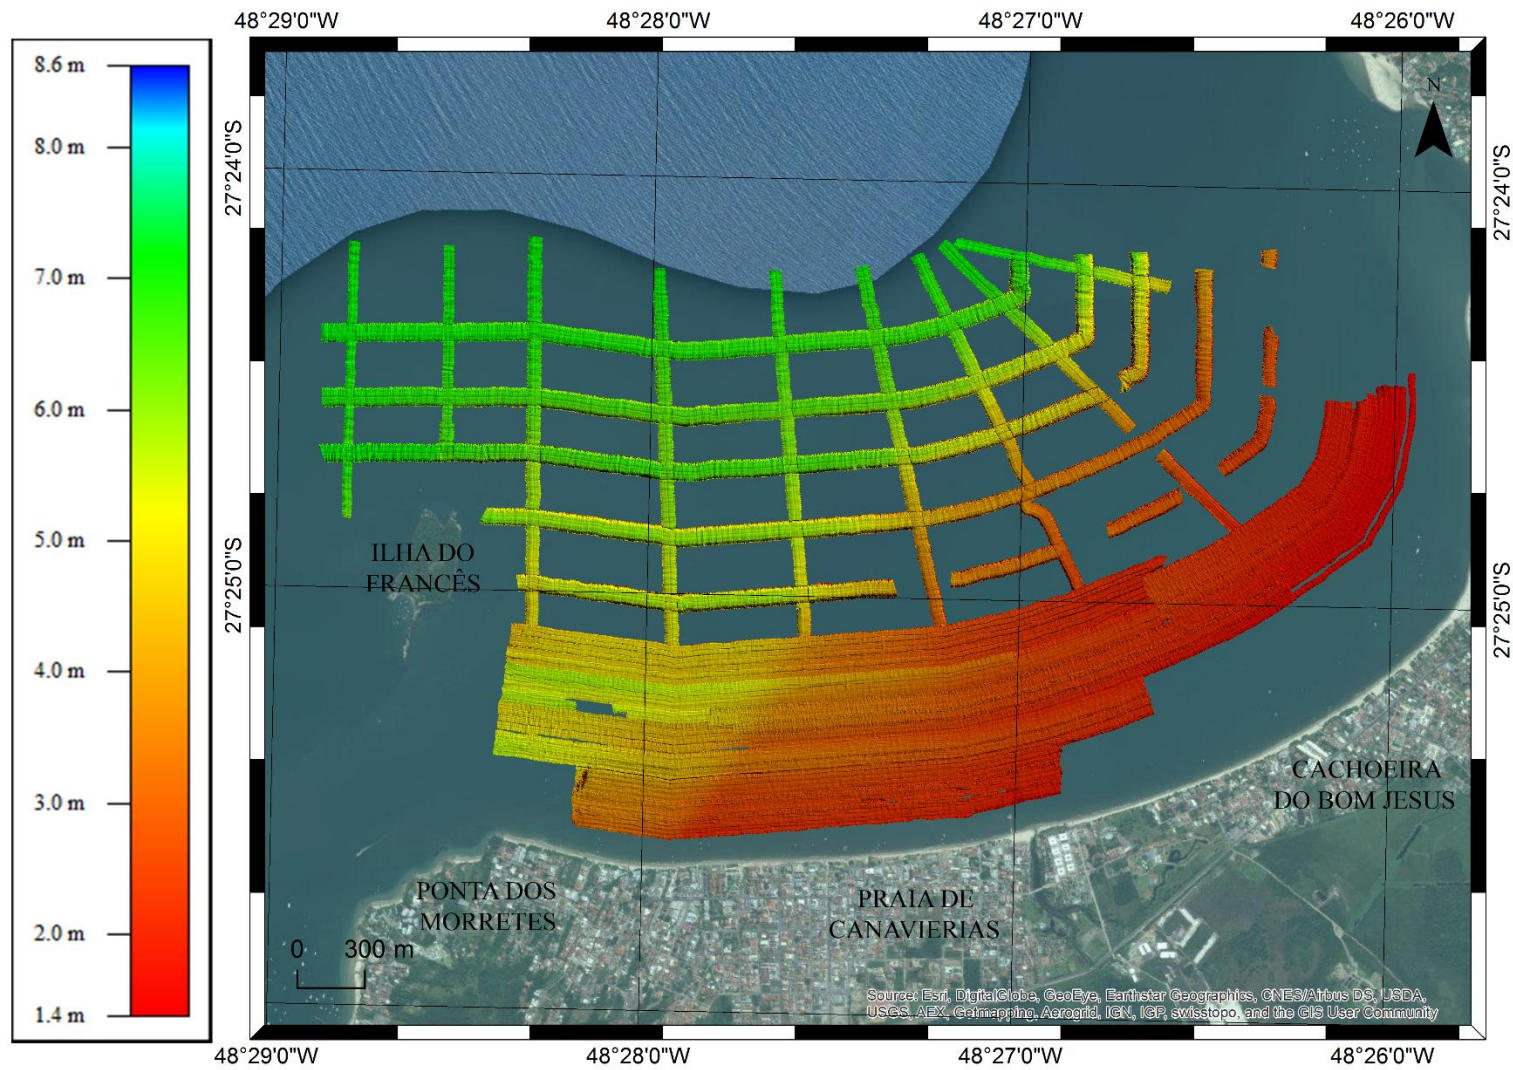 48°29'0"W 48°28'0"W 48°27'0"W 48°26'0"W
8.6 m
8.0 m
7.0 m
6.0 m
5.0 m
4.0 m
3.0 m
2.0 m
1.4 m
27°24'0"S
27°25'0"S
N
27°24'0"S
27°25'0"S
ILHA DO
FRANCÊS
CACHOEIRA
DO BOM JESUS
PONTA DOS
MORRETES
PRAIA DE
CANAVIERIAS
0 300 m
Source: Esri, DigitalGlobe, GeoEye, Earthstar Geographics, CNES/Airbus DS, USDA,
USGS, AEX, Getmapping, Aerogrid, IGN, IGP, swisstopo, and the GIS User Community
48°29'0"W 48°28'0"W 48°27'0"W 48°26'0"W